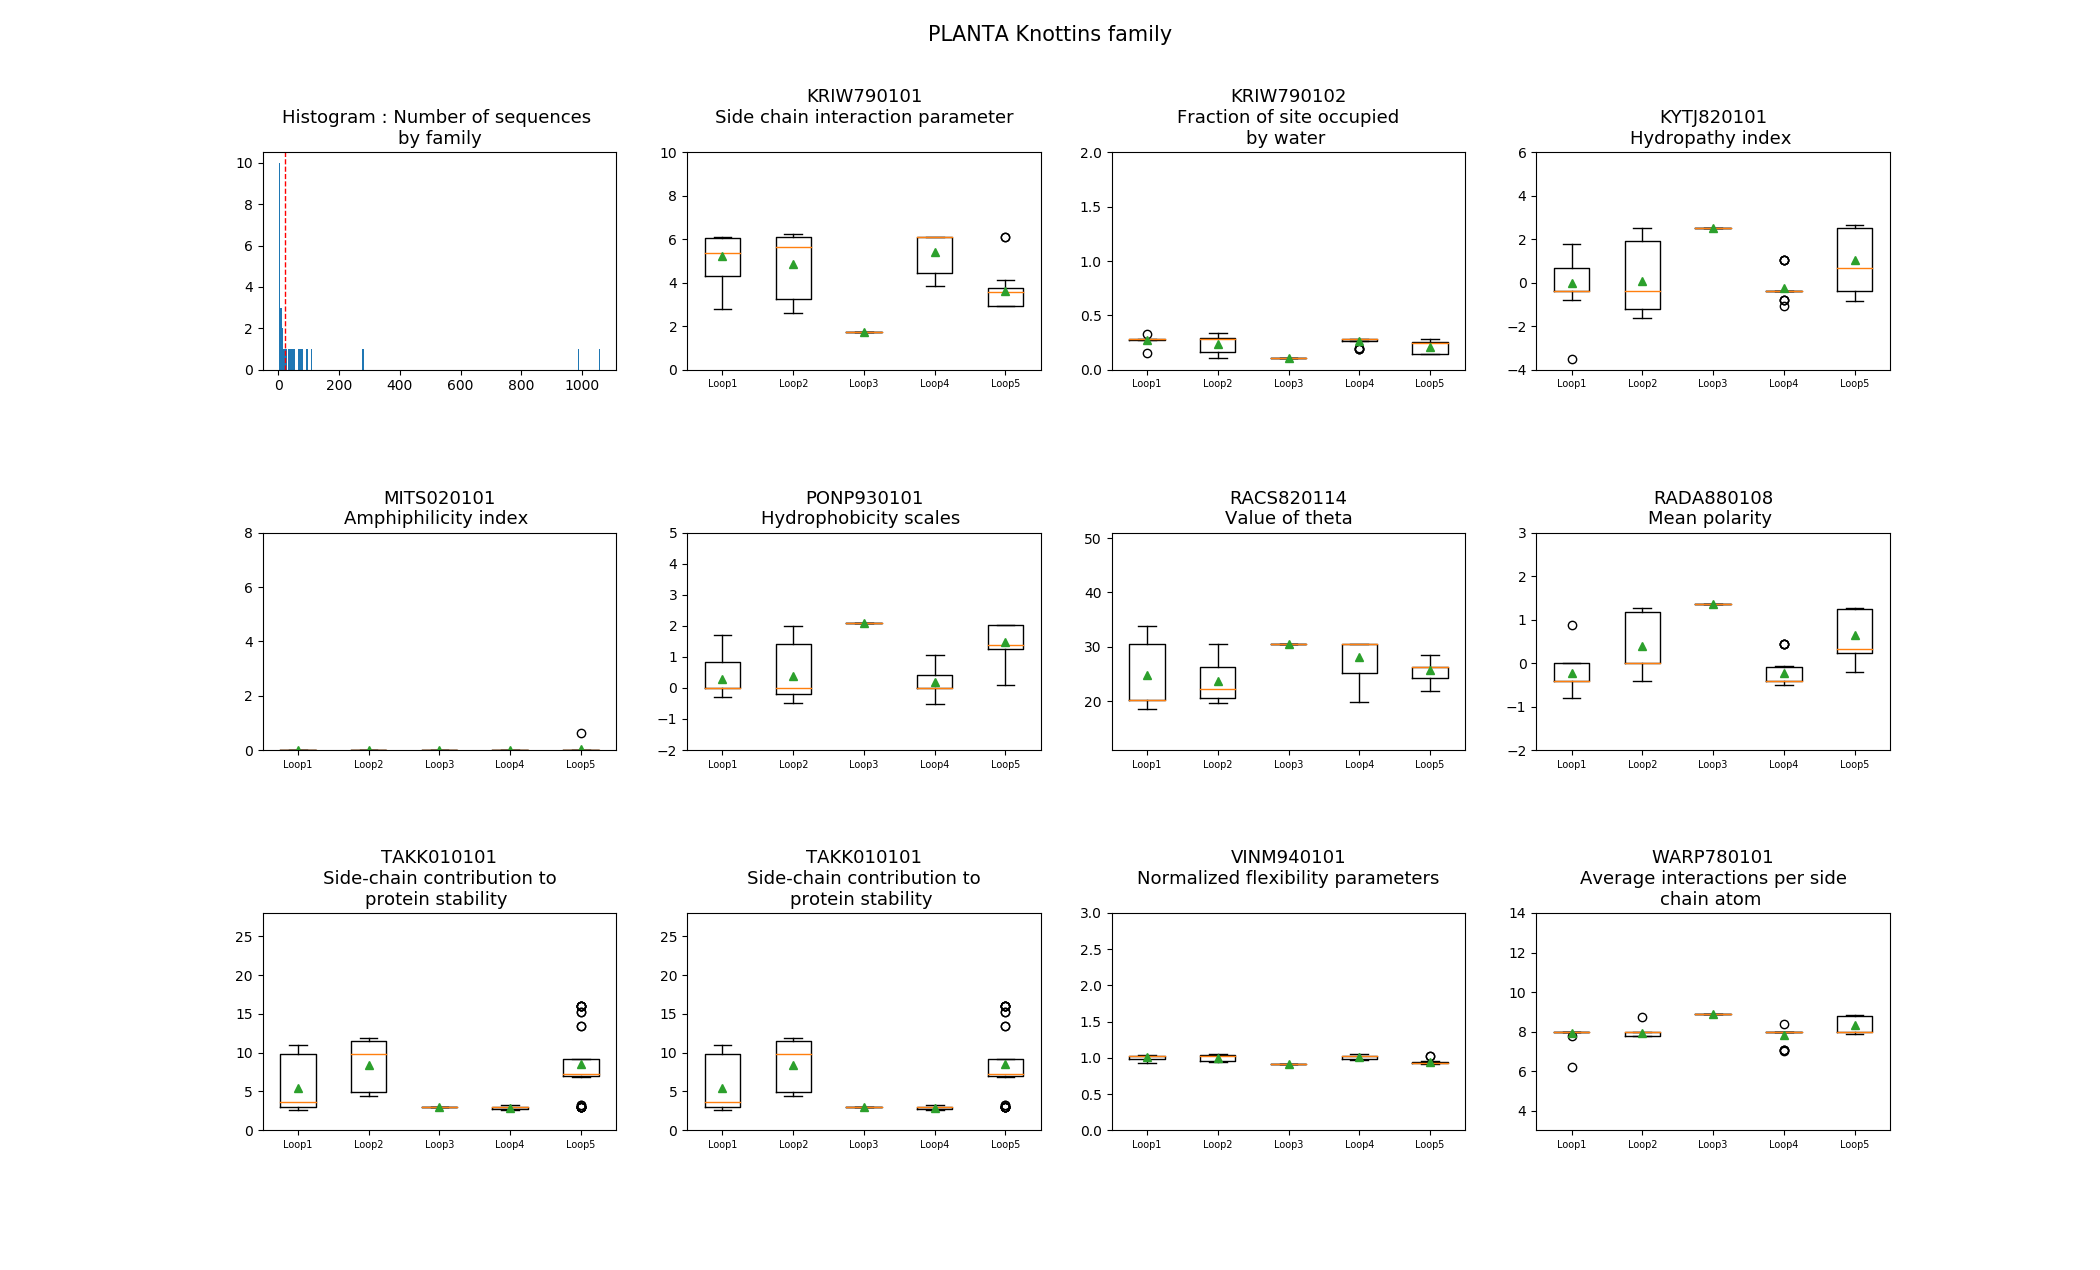 PLANTA Knottins family
Histogram : Number of sequences
by family
10
8
6
4
2
0
0 200 400 600 800 1000
KRIW790101
Side chain interaction parameter
10
8
6
4
2
0
Loop1 Loop2 Loop3 Loop4 Loop5
KRIW790102
Fraction of site occupied
by water
2.0
1.5
1.0
0.5
0.0
Loop1 Loop2 Loop3 Loop4 Loop5
KYTJ820101
Hydropathy index
6
4
2
0
−2
−4
Loop1 Loop2 Loop3 Loop4 Loop5
MITS020101
Amphiphilicity index
8
6
4
2
0
Loop1 Loop2 Loop3 Loop4 Loop5
PONP930101
Hydrophobicity scales
5
4
3
2
1
0
−1
−2
Loop1 Loop2 Loop3 Loop4 Loop5
RACS820114
Value of theta
50
40
30
20
Loop1 Loop2 Loop3 Loop4 Loop5
RADA880108
Mean polarity
3
2
1
0
−1
−2
Loop1 Loop2 Loop3 Loop4 Loop5
TAKK010101
Side-chain contribution to
protein stability
25
20
15
10
5
0
Loop1 Loop2 Loop3 Loop4 Loop5
TAKK010101
Side-chain contribution to
protein stability
25
20
15
10
5
0
Loop1 Loop2 Loop3 Loop4 Loop5
VINM940101
Normalized flexibility parameters
3.0
2.5
2.0
1.5
1.0
0.5
0.0
Loop1 Loop2 Loop3 Loop4 Loop5
WARP780101
Average interactions per side
chain atom
14
12
10
8
6
4
Loop1 Loop2 Loop3 Loop4 Loop5